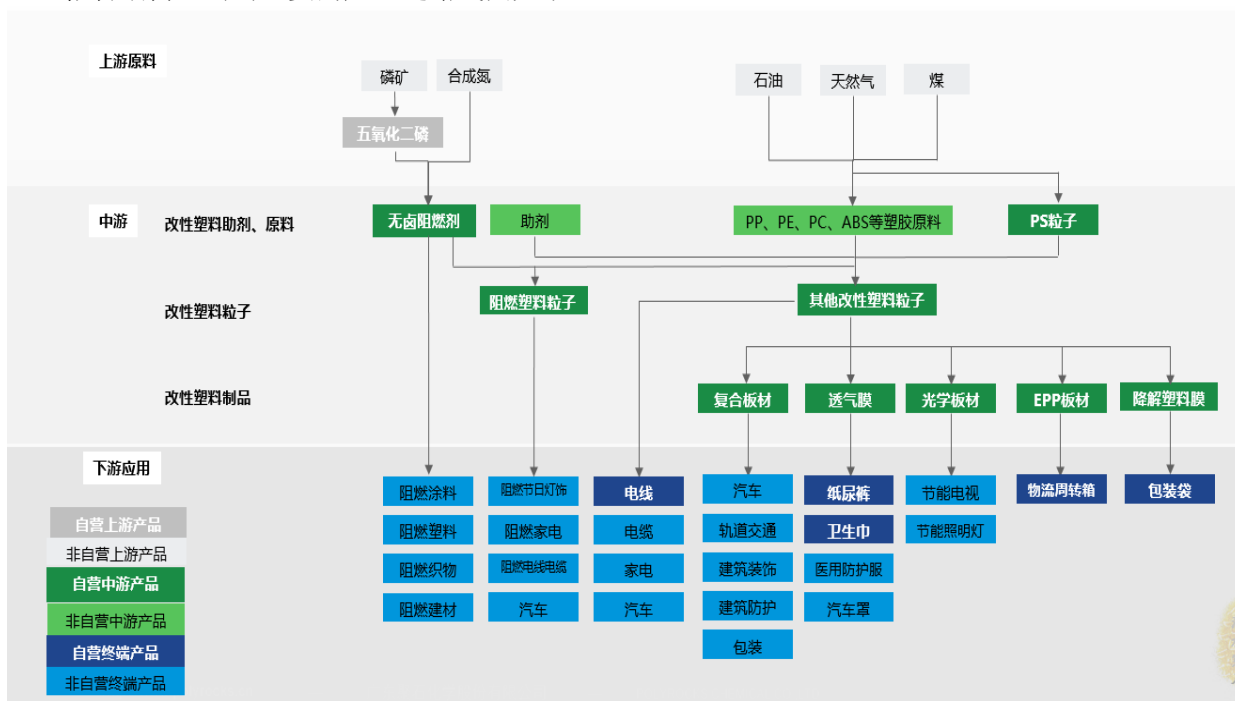 上游原料
磷矿
合成氮
石油
天然气
煤
五氧化二磷
中游
改性塑料助剂、原料
无卤阻燃剂
助剂
PP、PE、PC、ABS等塑胶原料
PS粒子
改性塑料粒子
阻燃塑料粒子
其他改性塑料粒子
改性塑料制品
复合板材
透气膜
光学板材
EPP板材
降解塑料膜
下游应用
阻燃涂料
阻燃节日灯饰
电线
汽车
纸尿裤
节能电视
物流周转箱
包装袋
阻燃塑料
阻燃家电
电缆
轨道交通
卫生巾
节能照明灯
阻燃织物
阻燃电线电缆
家电
建筑装饰
医用防护服
阻燃建材
汽车
汽车
建筑防护
汽车罩
包装
自营上游产品
非自营上游产品
自营中游产品
非自营中游产品
自营终端产品
非自营终端产品